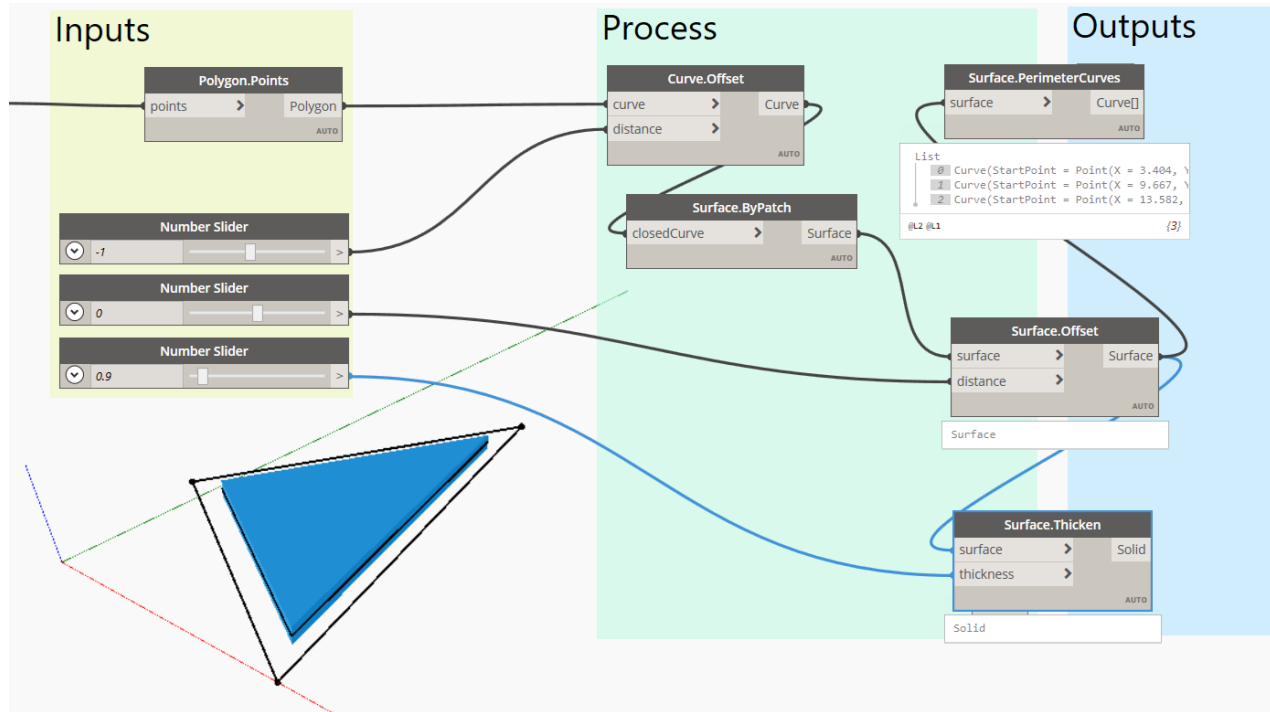 Inputs
Process
Outputs
Polygon.Points
points >
Polygon
AUTO
Number Slider
-1 >
Number Slider
0 >
Number Slider
0.9 >
Curve.Offset
curve >
Curve
distance >
AUTO
Surface.ByPatch
closedCurve >
Surface
AUTO
Surface.PerimeterCurves
surface >
Curve[]
AUTO
List
0 Curve(StartPoint = Point(X = 3.404, Y
1 Curve(StartPoint = Point(X = 9.667, Y
2 Curve(StartPoint = Point(X = 13.582,
@L2 @L1
{3}
Surface.Offset
surface >
Surface
distance >
AUTO
Surface
Surface.Thicken
surface >
Solid
thickness >
AUTO
Solid